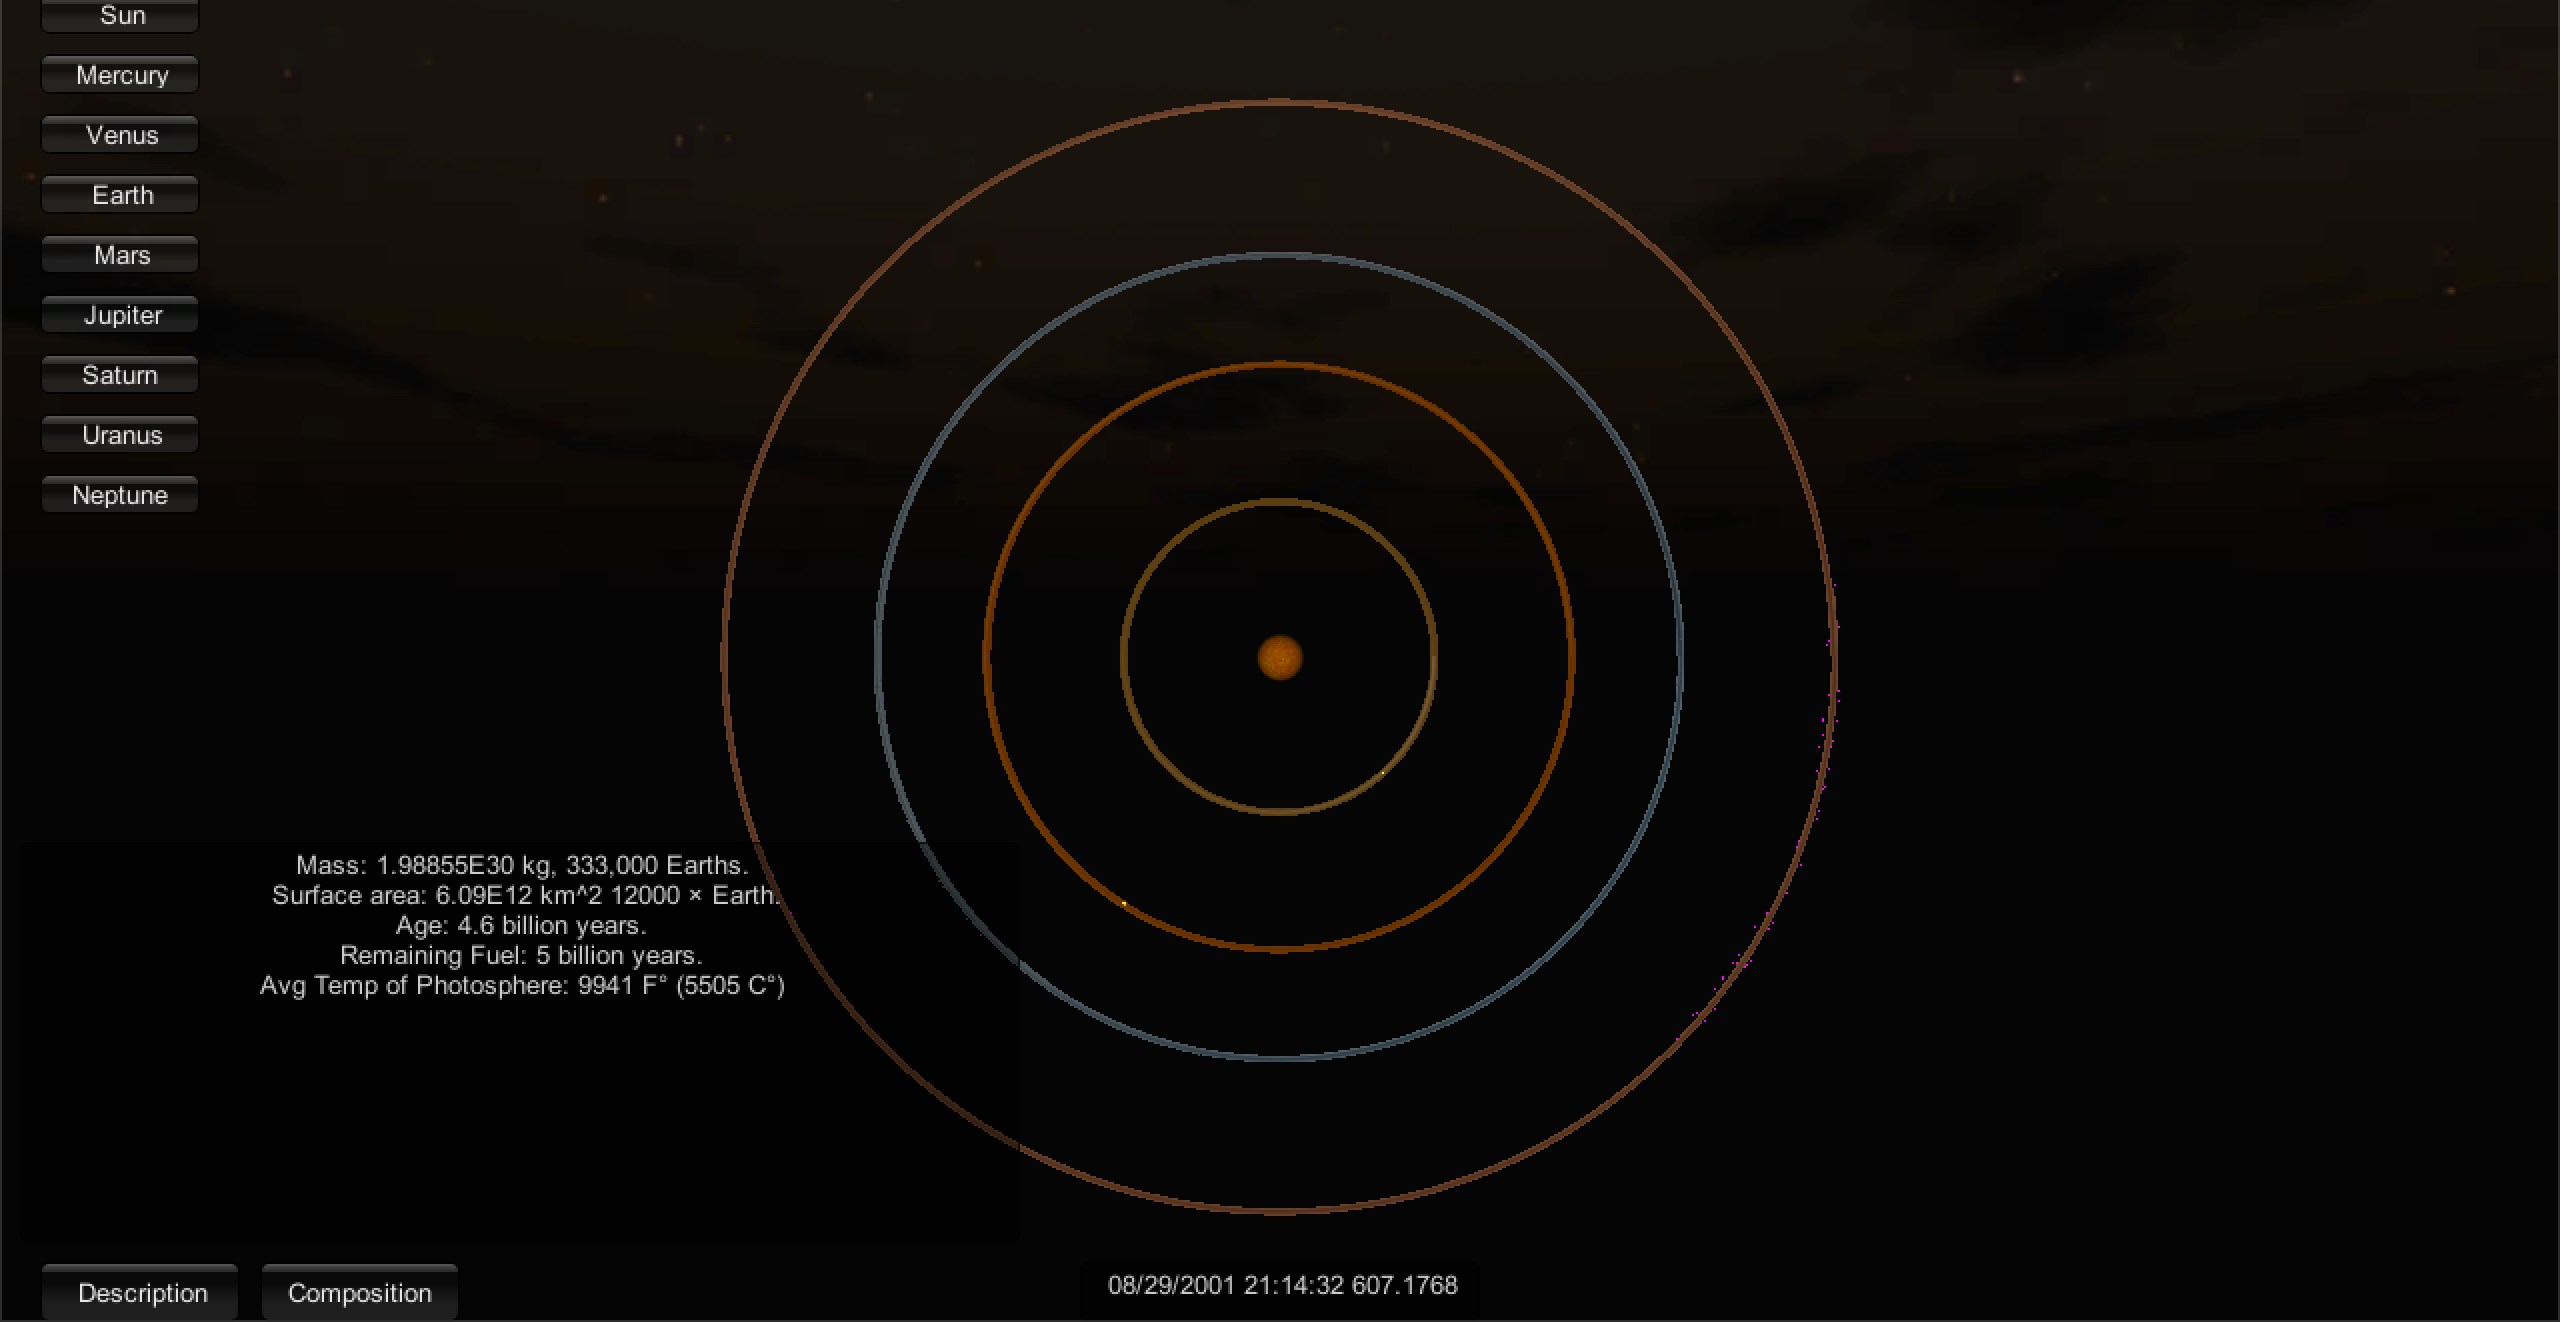 Sun
Mercury
Venus
Earth
Mars
Jupiter
Saturn
Uranus
Neptune
Mass: 1.98855E30 kg, 333,000 Earths.
Surface area: 6.09E12 km^2 12000 × Earth.
Age: 4.6 billion years.
Remaining Fuel: 5 billion years.
Avg Temp of Photosphere: 9941 F° (5505 C°)
Description
Composition
08/29/2001 21:14:32 607.1768